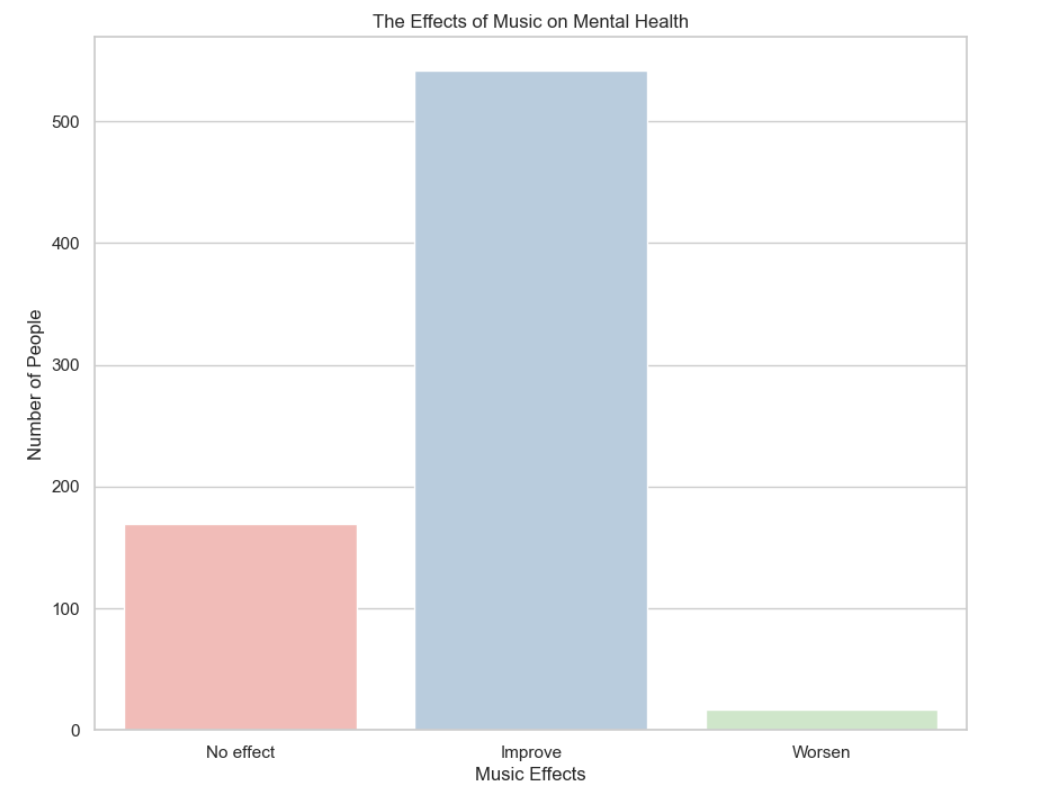 The Effects of Music on Mental Health
500
400
300
200
100
0
Number of People
No effect
Improve
Worsen
Music Effects